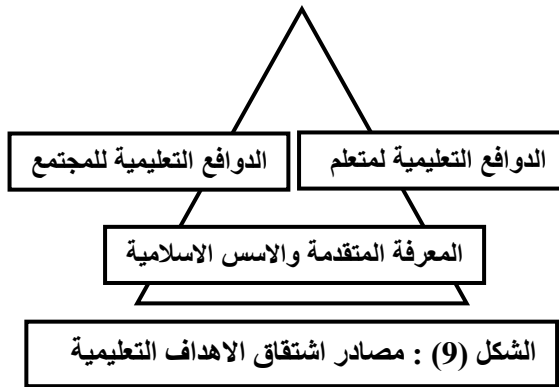 الدوافع التعليمية لمتعلم
الدوافع التعليمية للمجتمع
المعرفة المتقدمة والاسس الاسلامية
الشكل (9) : مصادر اشتقاق الاهداف التعليمية